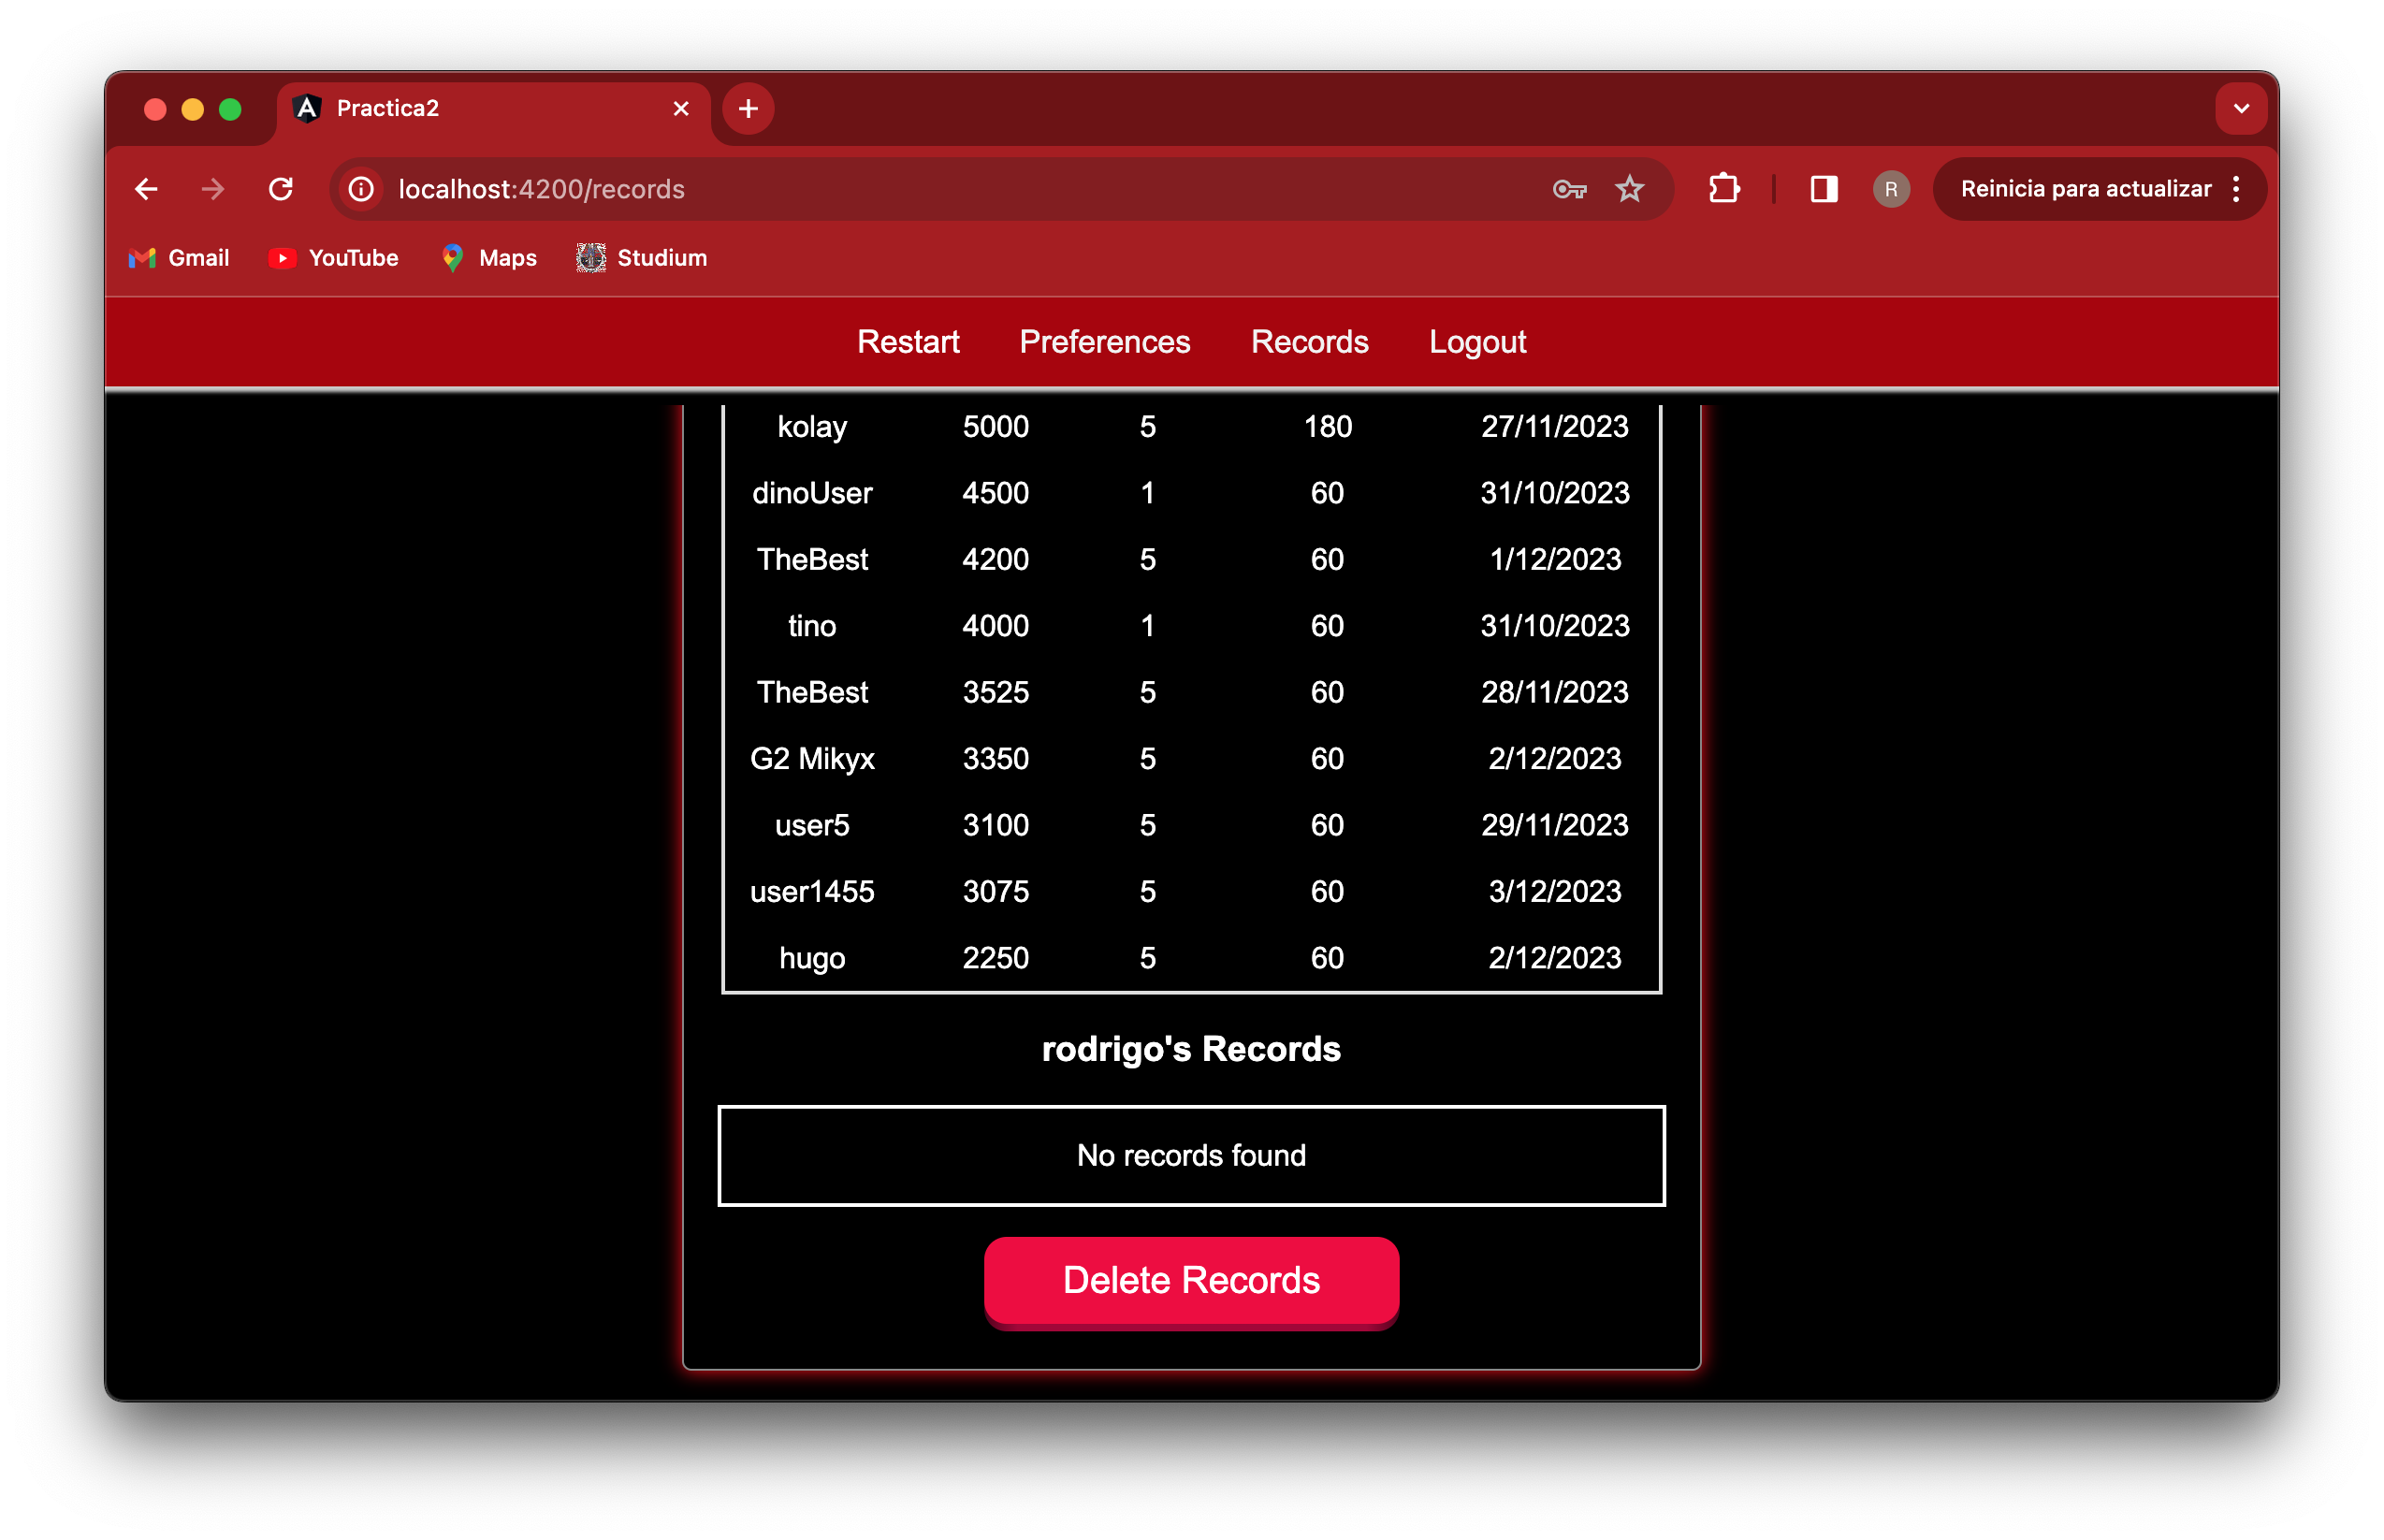 Practica2
localhost:4200/records
R
Reinicia para actualizar
Gmail YouTube Maps Studium
Restart Preferences Records Logout
kolay 5000 5 180 27/11/2023
dinoUser 4500 1 60 31/10/2023
TheBest 4200 5 60 1/12/2023
tino 4000 1 60 31/10/2023
TheBest 3525 5 60 28/11/2023
G2 Mikyx 3350 5 60 2/12/2023
user5 3100 5 60 29/11/2023
user1455 3075 5 60 3/12/2023
hugo 2250 5 60 2/12/2023
rodrigo's Records
No records found
Delete Records